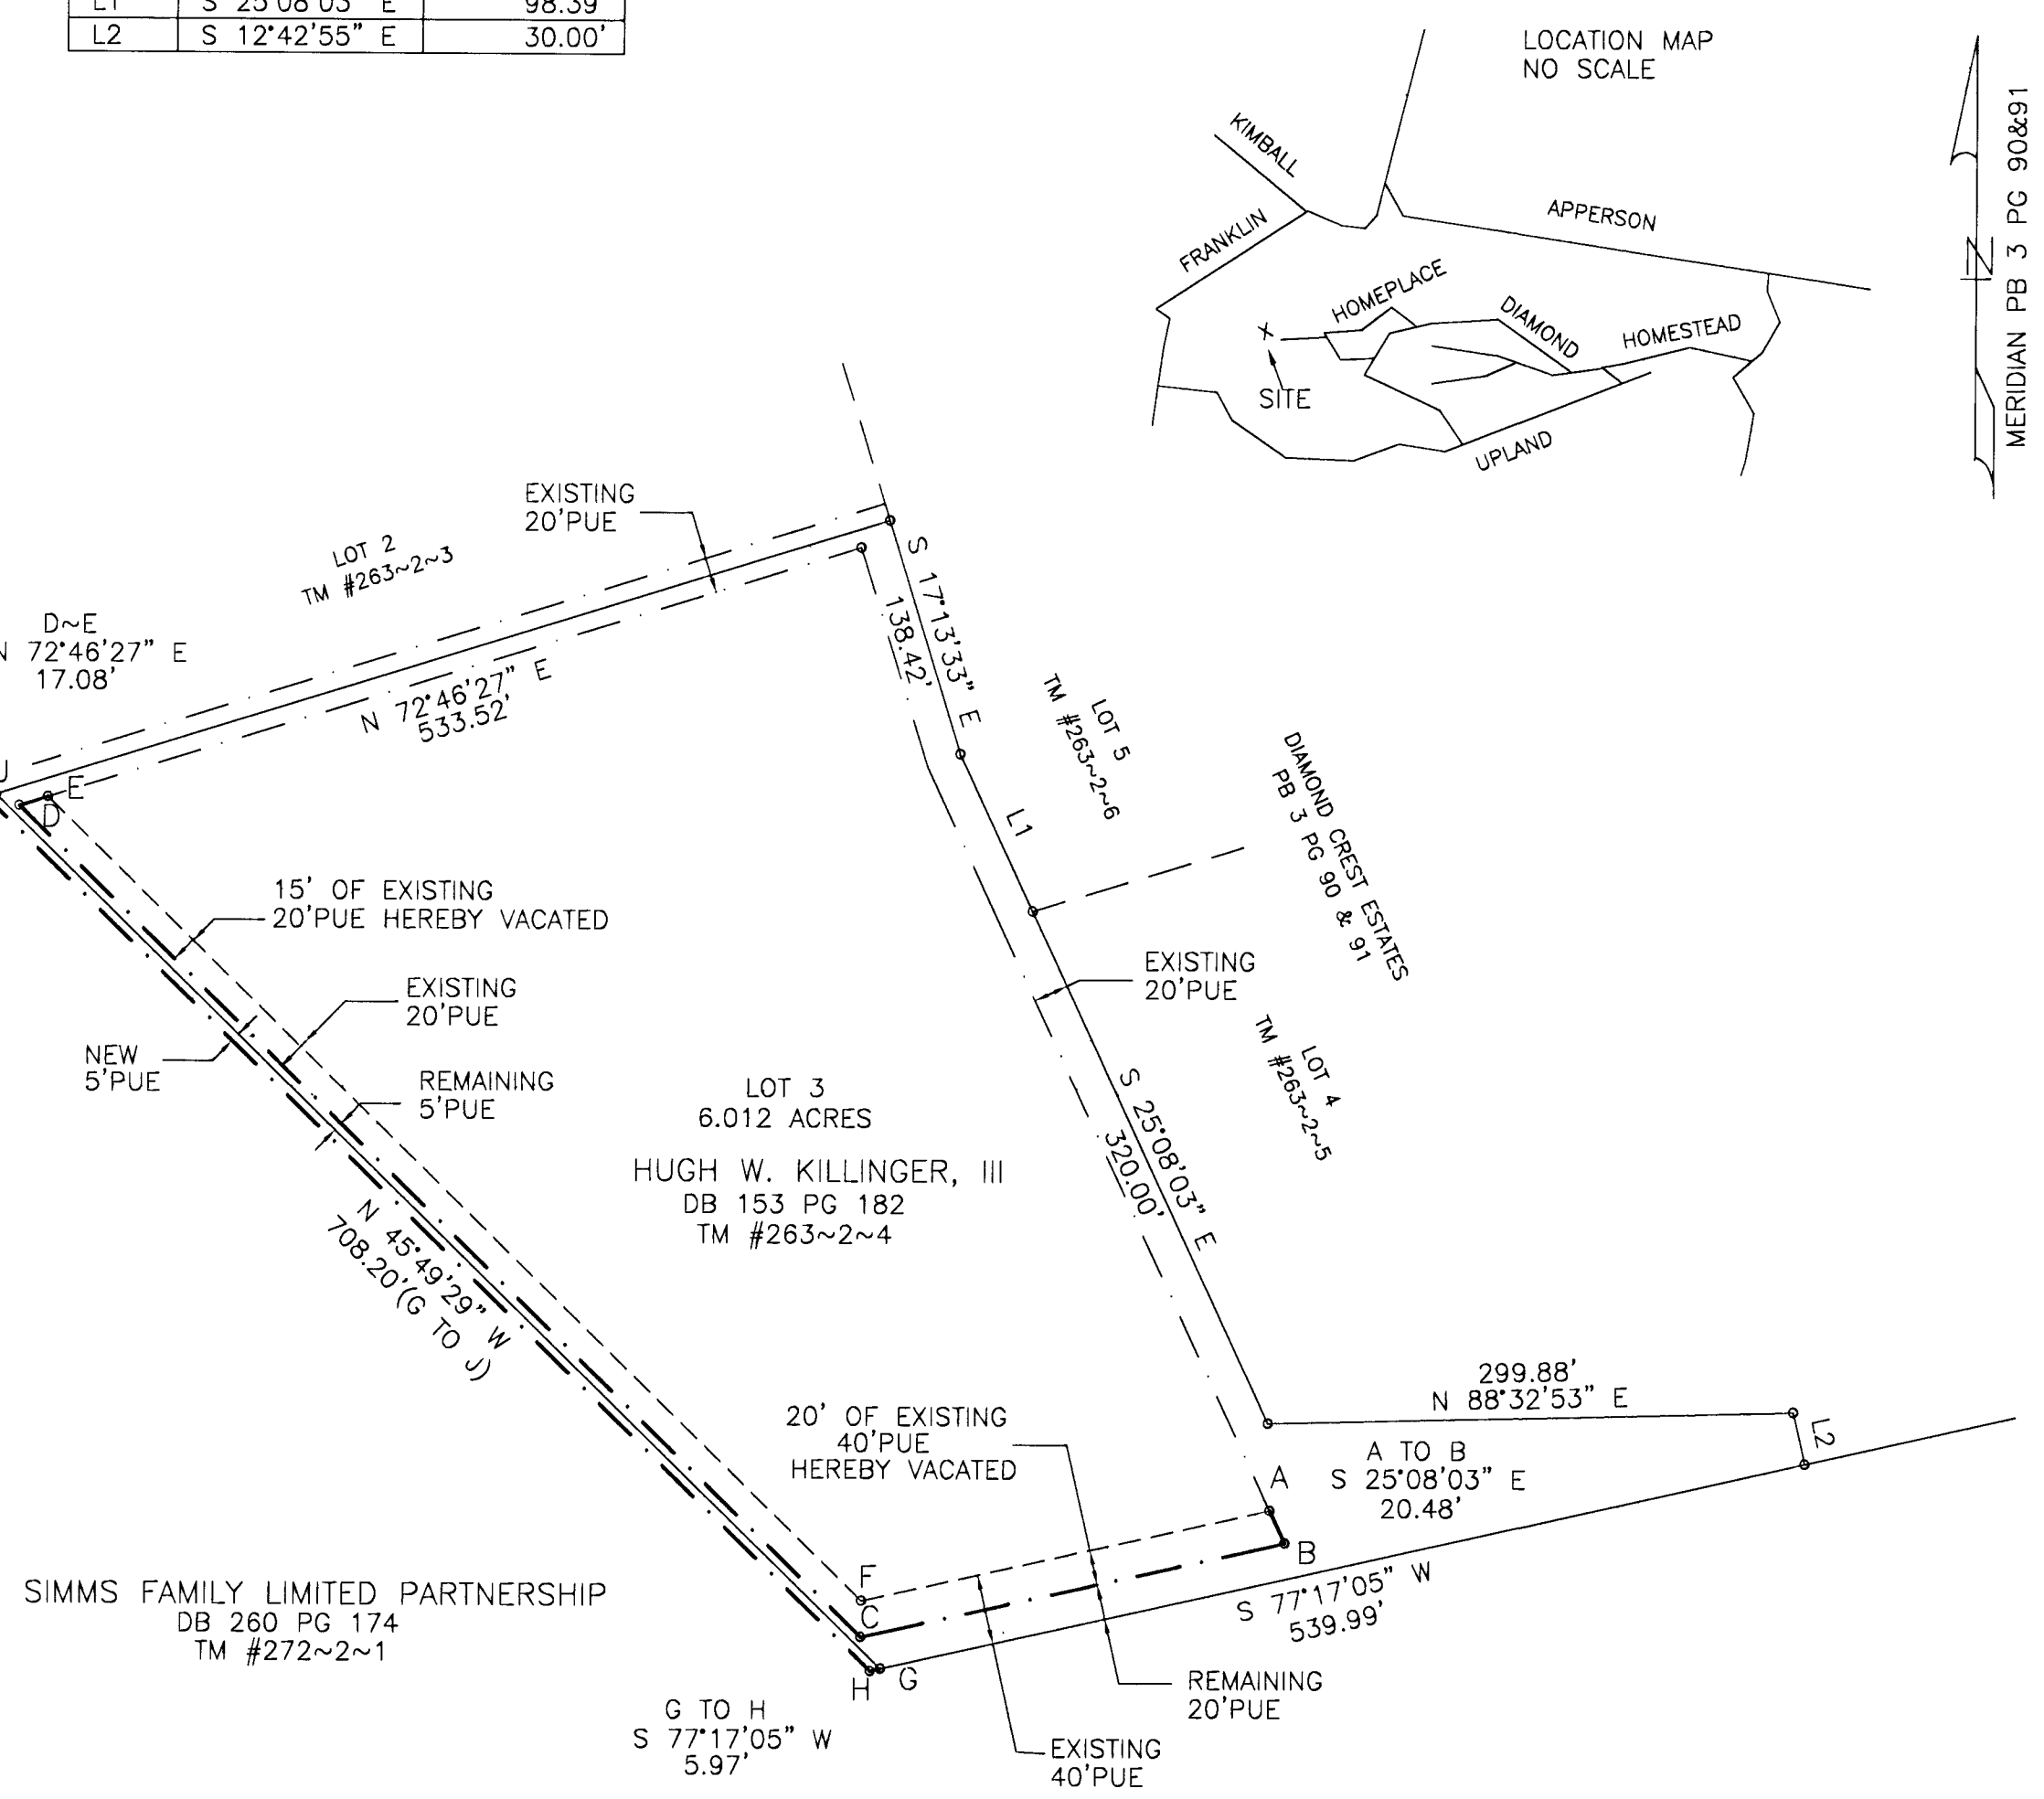 L1 S 25°08'03" E 98.39'
L2 S 12°42'55" E 30.00'
LOCATION MAP
NO SCALE
KIMBALL
FRANKLIN
APPERSON
HOMEPLACE
DIAMOND
HOMESTEAD
X
SITE
UPLAND
N
MERIDIAN PB 3 PG 90&91
EXISTING
20'PUE
LOT 2
TM #263~2~3
D~E
N 72°46'27" E
17.08'
N 72°46'27" E
533.52'
S 17°13'33" E
138.42'
J
E
D
L1
LOT 5
TM #263~2~6
DIAMOND CREST ESTATES
PB 3 PG 90 & 91
15' OF EXISTING
20'PUE HEREBY VACATED
EXISTING
20'PUE
NEW
5'PUE
REMAINING
5'PUE
EXISTING
20'PUE
LOT 4
TM #263~2~5
LOT 3
6.012 ACRES
HUGH W. KILLINGER, III
DB 153 PG 182
TM #263~2~4
S 25°08'03" E
320.00'
N 45°49'29" W
708.20'(G TO J)
299.88'
N 88°32'53" E
L2
20' OF EXISTING
40'PUE
HEREBY VACATED
A TO B
S 25°08'03" E
20.48'
A
B
F
C
H
G
S 77°17'05" W
539.99'
SIMMS FAMILY LIMITED PARTNERSHIP
DB 260 PG 174
TM #272~2~1
G TO H
S 77°17'05" W
5.97'
REMAINING
20'PUE
EXISTING
40'PUE